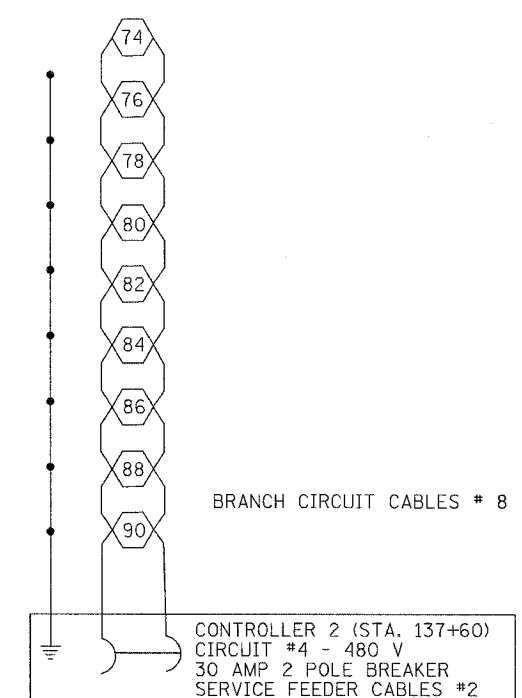 74
76
78
80
82
84
86
88
90
BRANCH CIRCUIT CABLES # 8
CONTROLLER 2 (STA. 137+60)
CIRCUIT #4 - 480 V
30 AMP 2 POLE BREAKER
SERVICE FEEDER CABLES #2